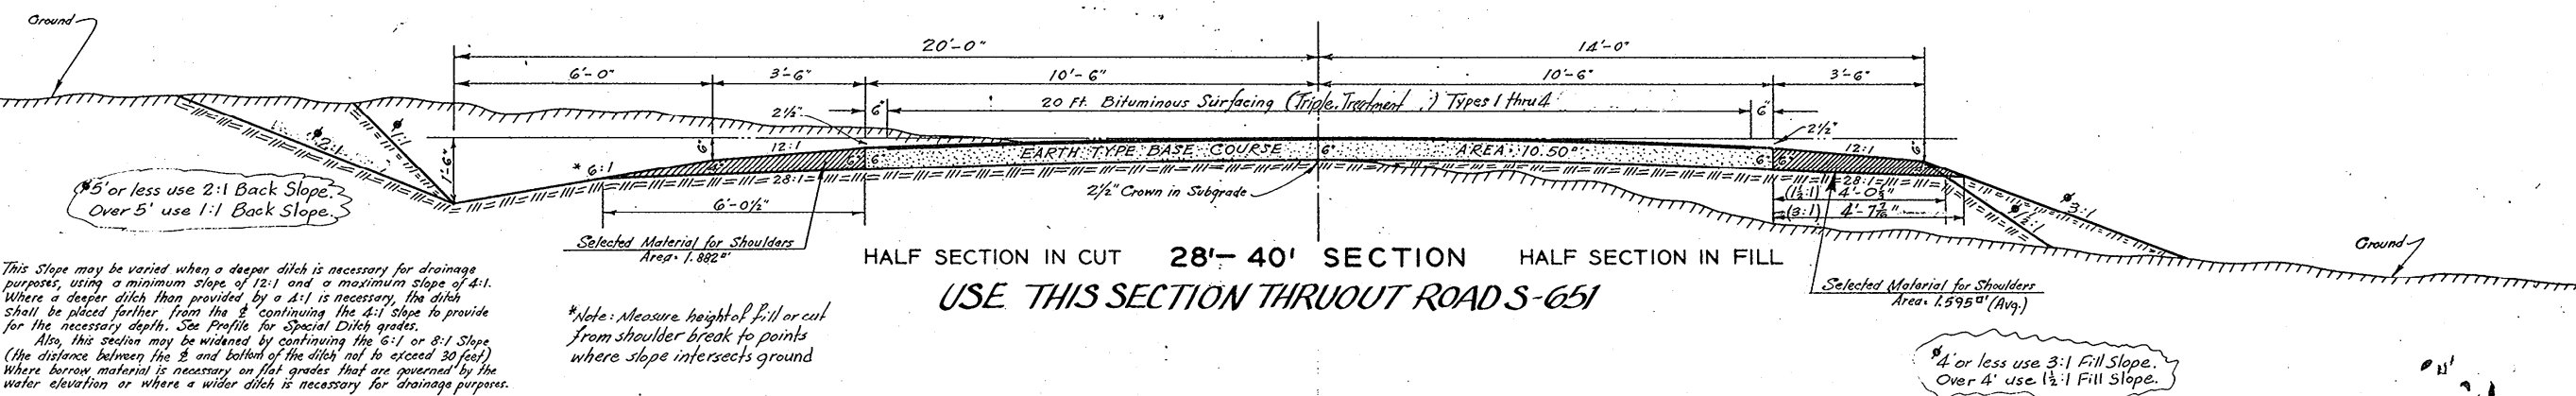 Ground
20'-0"
14'-0"
6'-0"
3'-6"
10'-6"
10'-6"
3'-6"
20 Ft. Bituminous Surfacing (Triple Treatment) Types 1 thru 4
2½"
6"
6"
2½"
ø 2:1
ø 1:1
1'-6"
6"
12:1
* 6:1
28:1
6"
6"
EARTH TYPE BASE COURSE
6"
AREA = 10.50 □'
6"
6"
12:1
6"
28:1
2½" Crown in Subgrade
(1½:1) 4'-0⅜"
(3:1) 4'-7⅞"
ø 3:1
ø 1½:1
6'-0½"
ø5' or less use 2:1 Back Slope.
Over 5' use 1:1 Back Slope.
Selected Material for Shoulders
Area = 1.882 □'
HALF SECTION IN CUT 28'-40' SECTION HALF SECTION IN FILL
USE THIS SECTION THRUOUT ROAD S-651
Ground
Selected Material for Shoulders
Area = 1.595 □' (Avg.)
This Slope may be varied when a deeper ditch is necessary for drainage
purposes, using a minimum slope of 12:1 and a maximum slope of 4:1.
Where a deeper ditch than provided by a 4:1 is necessary, the ditch
shall be placed farther from the ℄ continuing the 4:1 slope to provide
for the necessary depth. See Profile for Special Ditch grades.
Also, this section may be widened by continuing the 6:1 or 8:1 Slope
(the distance between the ℄ and bottom of the ditch not to exceed 30 feet)
Where borrow material is necessary on flat grades that are governed by the
water elevation or where a wider ditch is necessary for drainage purposes.
*Note: Measure height of fill or cut
from shoulder break to points
where slope intersects ground
ø4' or less use 3:1 Fill Slope.
Over 4' use 1½:1 Fill Slope.